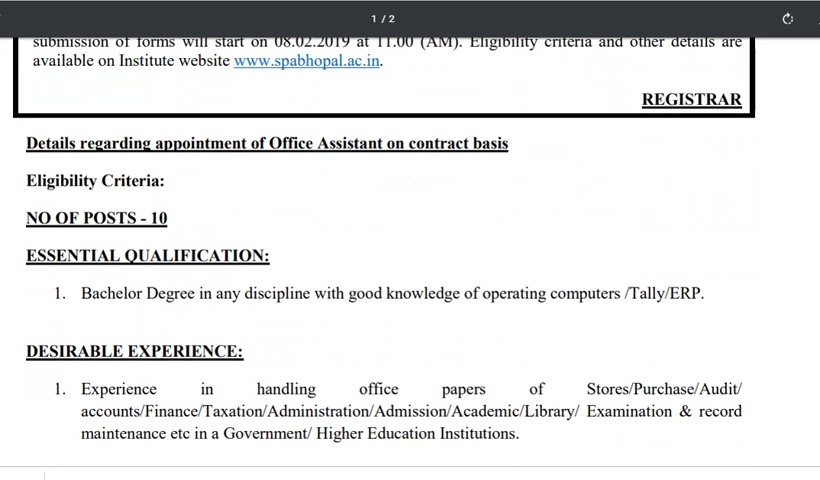 1 / 2
submission of forms will start on 08.02.2019 at 11.00 (AM). Eligibility criteria and other details are
available on Institute website www.spabhopal.ac.in.
REGISTRAR
Details regarding appointment of Office Assistant on contract basis
Eligibility Criteria:
NO OF POSTS - 10
ESSENTIAL QUALIFICATION:
1. Bachelor Degree in any discipline with good knowledge of operating computers /Tally/ERP.
DESIRABLE EXPERIENCE:
1. Experience in handling office papers of Stores/Purchase/Audit/
accounts/Finance/Taxation/Administration/Admission/Academic/Library/ Examination & record
maintenance etc in a Government/ Higher Education Institutions.